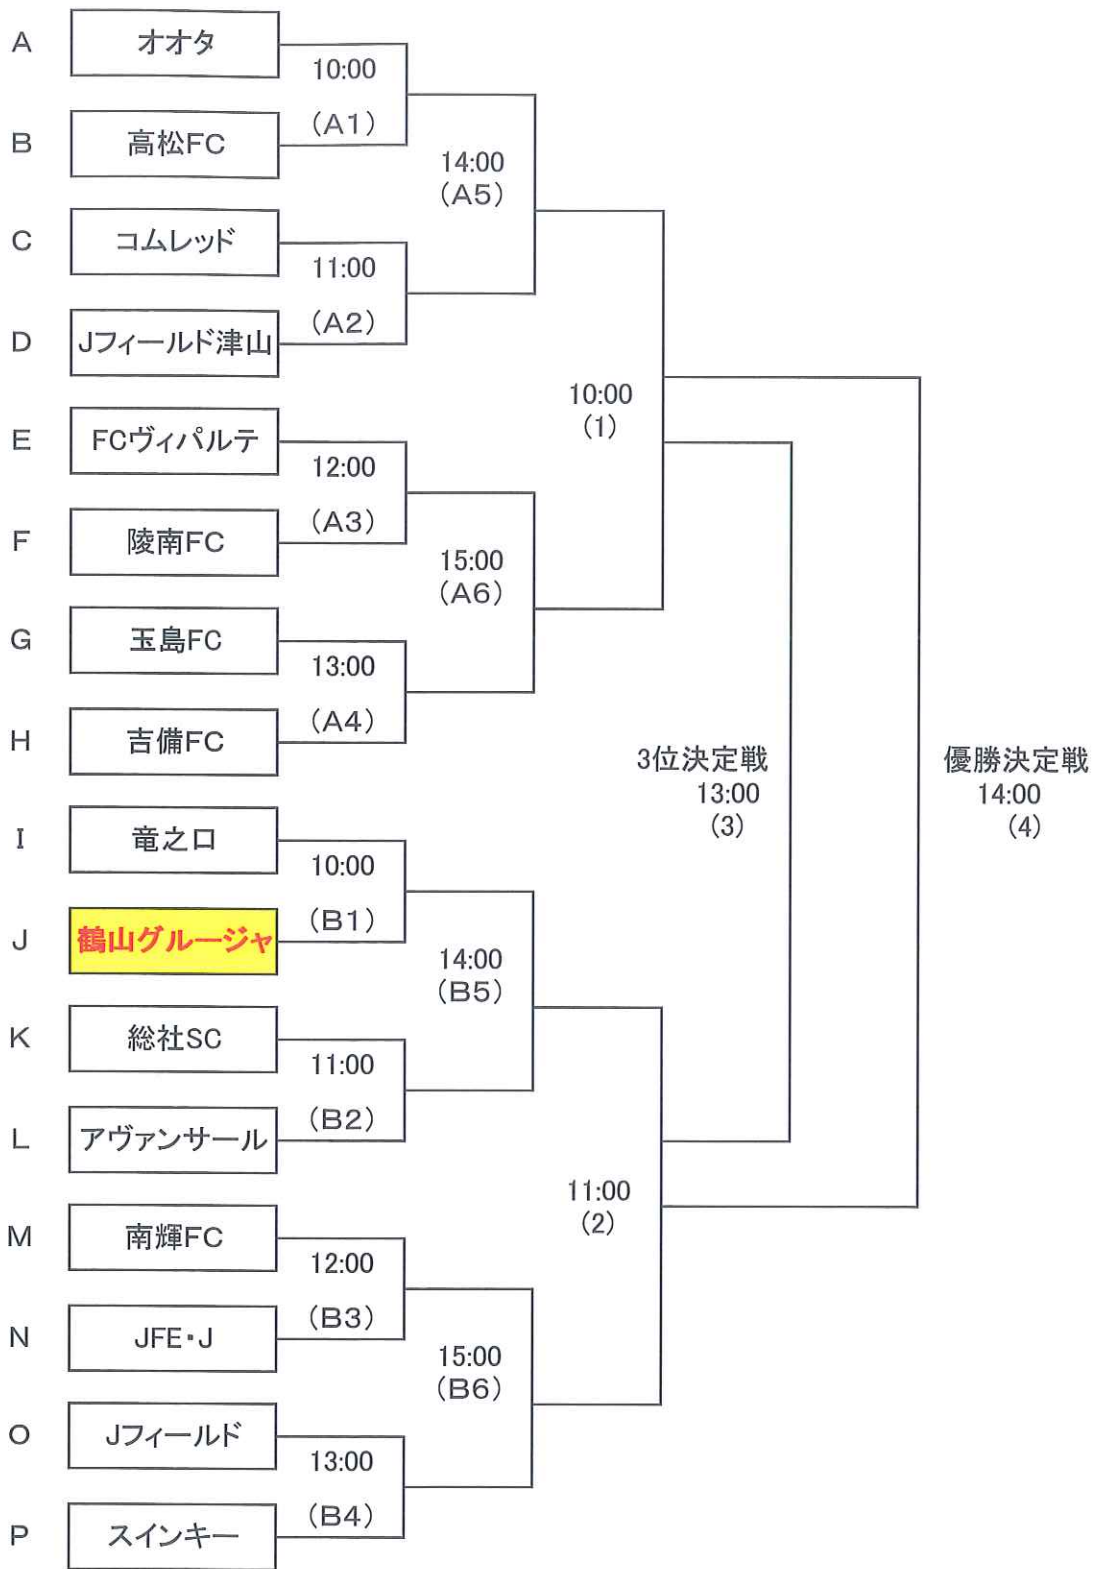 A
オオタ
10:00
(A1)
B
高松FC
14:00
(A5)
C
コムレッド
11:00
(A2)
D
Jフィールド津山
10:00
(1)
E
FCヴィパルテ
12:00
(A3)
F
陵南FC
15:00
(A6)
G
玉島FC
13:00
(A4)
H
吉備FC
3位決定戦
13:00
(3)
優勝決定戦
14:00
(4)
I
竜之口
10:00
(B1)
J
鶴山グルージャ
14:00
(B5)
K
総社SC
11:00
(B2)
L
アヴァンサール
11:00
(2)
M
南輝FC
12:00
(B3)
N
JFE・J
15:00
(B6)
O
Jフィールド
13:00
(B4)
P
スインキー